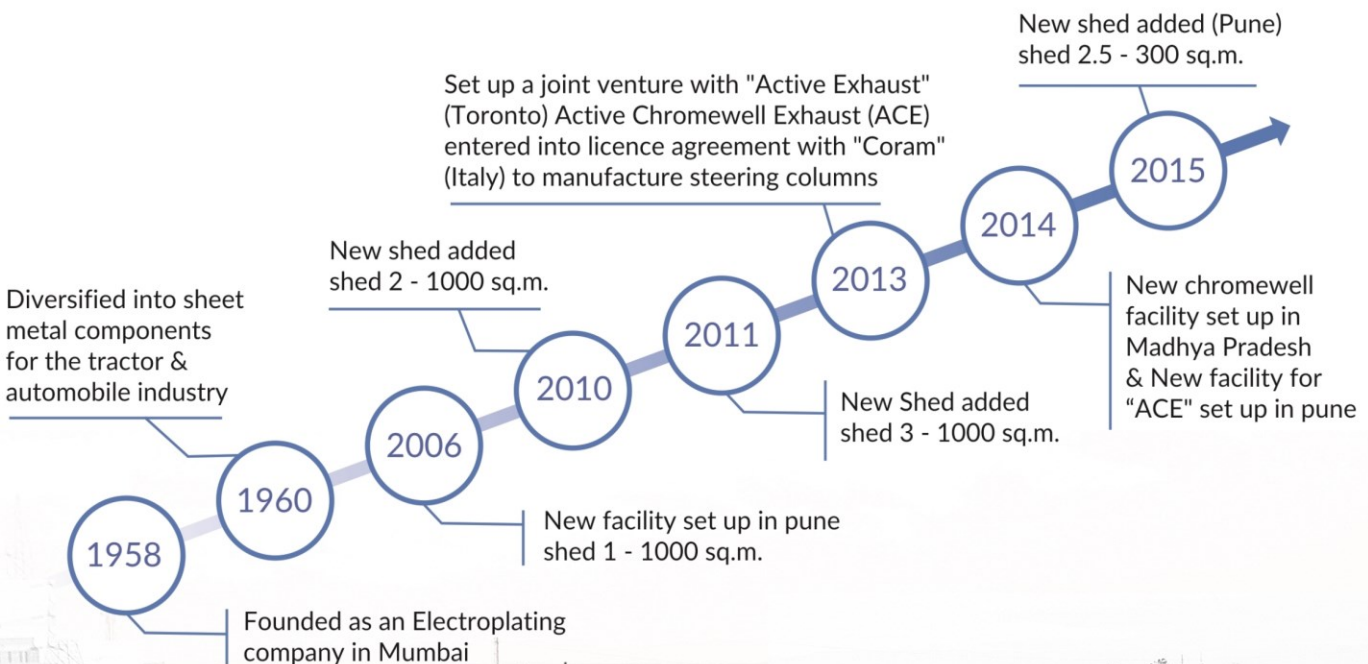 New shed added (Pune)
shed 2.5 - 300 sq.m.
2015
Set up a joint venture with "Active Exhaust"
(Toronto) Active Chromewell Exhaust (ACE)
entered into licence agreement with "Coram"
(Italy) to manufacture steering columns
2013
2014
New chromewell
facility set up in
Madhya Pradesh
& New facility for
“ACE" set up in pune
New shed added
shed 2 - 1000 sq.m.
2010
2011
New Shed added
shed 3 - 1000 sq.m.
Diversified into sheet
metal components
for the tractor &
automobile industry
1960
2006
New facility set up in pune
shed 1 - 1000 sq.m.
1958
Founded as an Electroplating
company in Mumbai